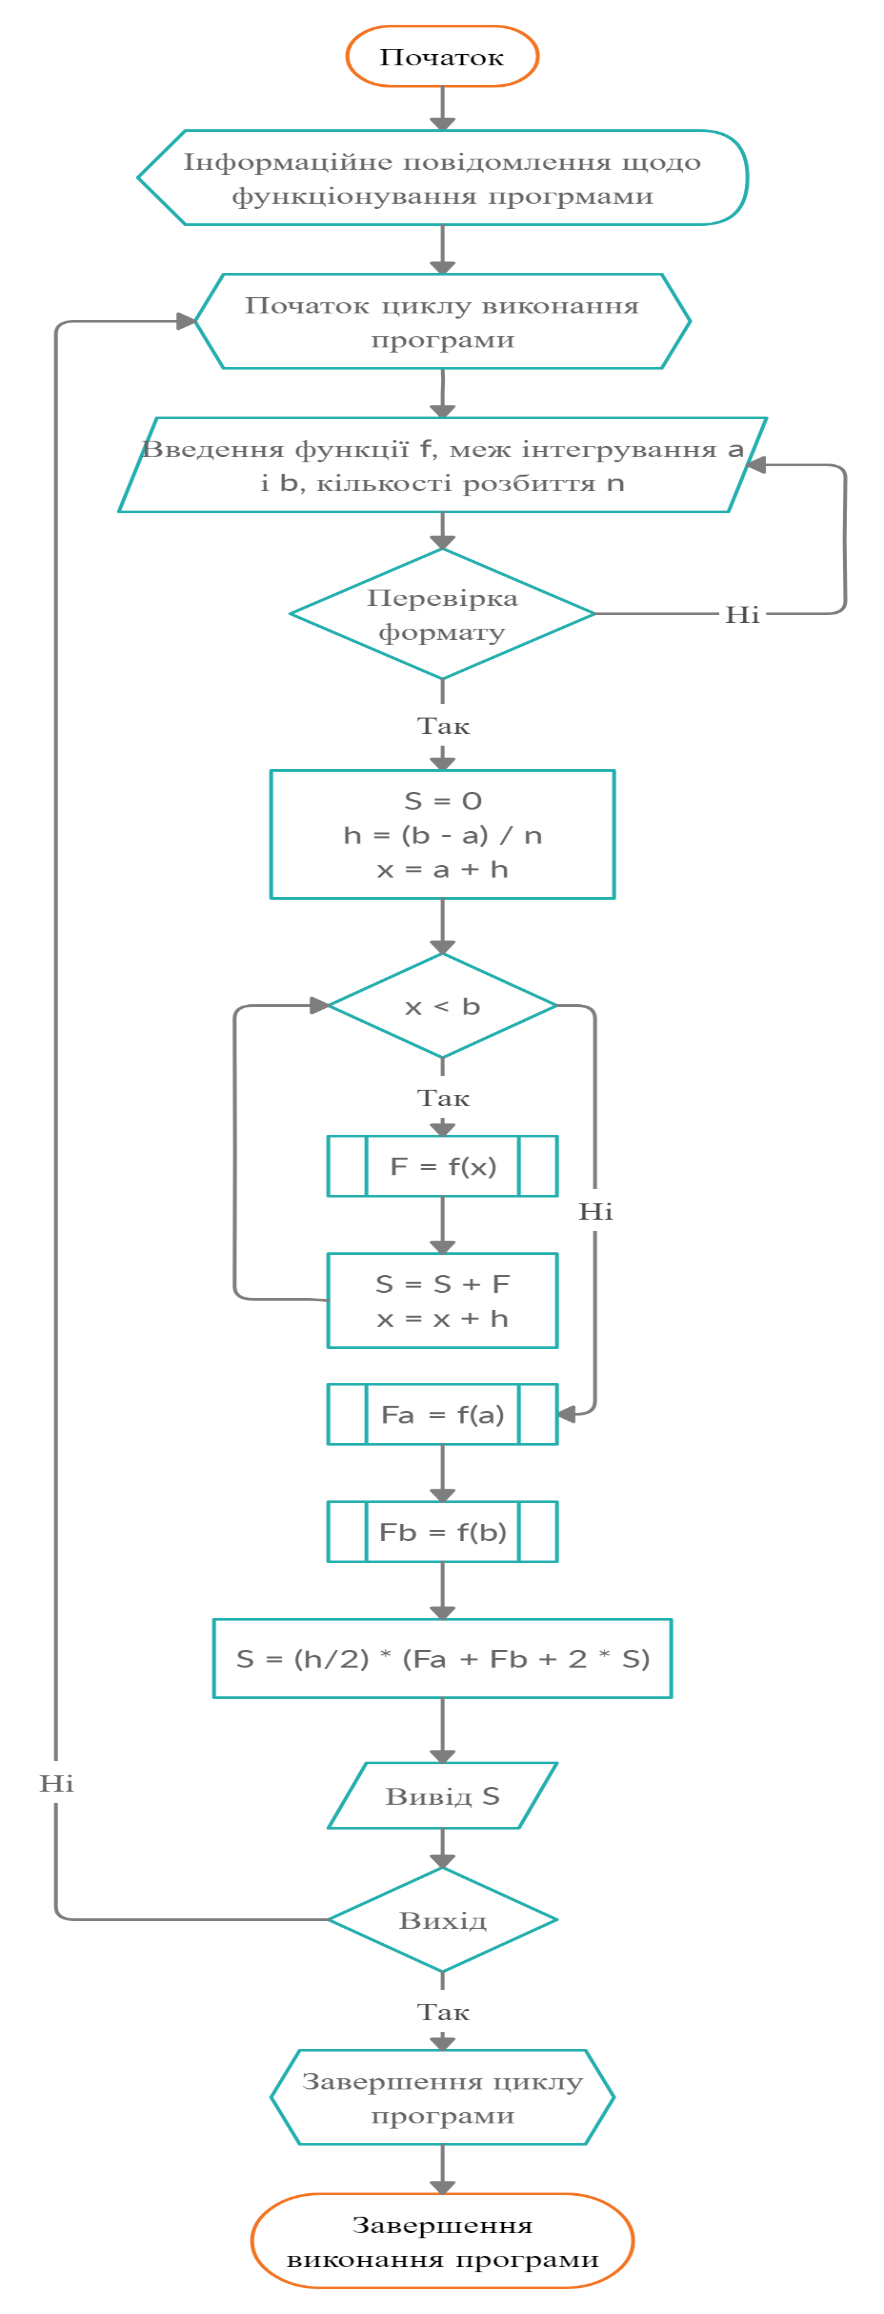 Початок
Інформаційне повідомлення щодо
функціонування прогрмами
Початок циклу виконання
програми
Введення функції f, меж інтегрування a
і b, кількості розбиття n
Перевірка
формату
Ні
Так
S = 0
h = (b - a) / n
x = a + h
x < b
Так
F = f(x)
Ні
S = S + F
x = x + h
Fa = f(a)
Fb = f(b)
S = (h/2) * (Fa + Fb + 2 * S)
Ні
Вивід S
Вихід
Так
Завершення циклу
програми
Завершення
виконання програми